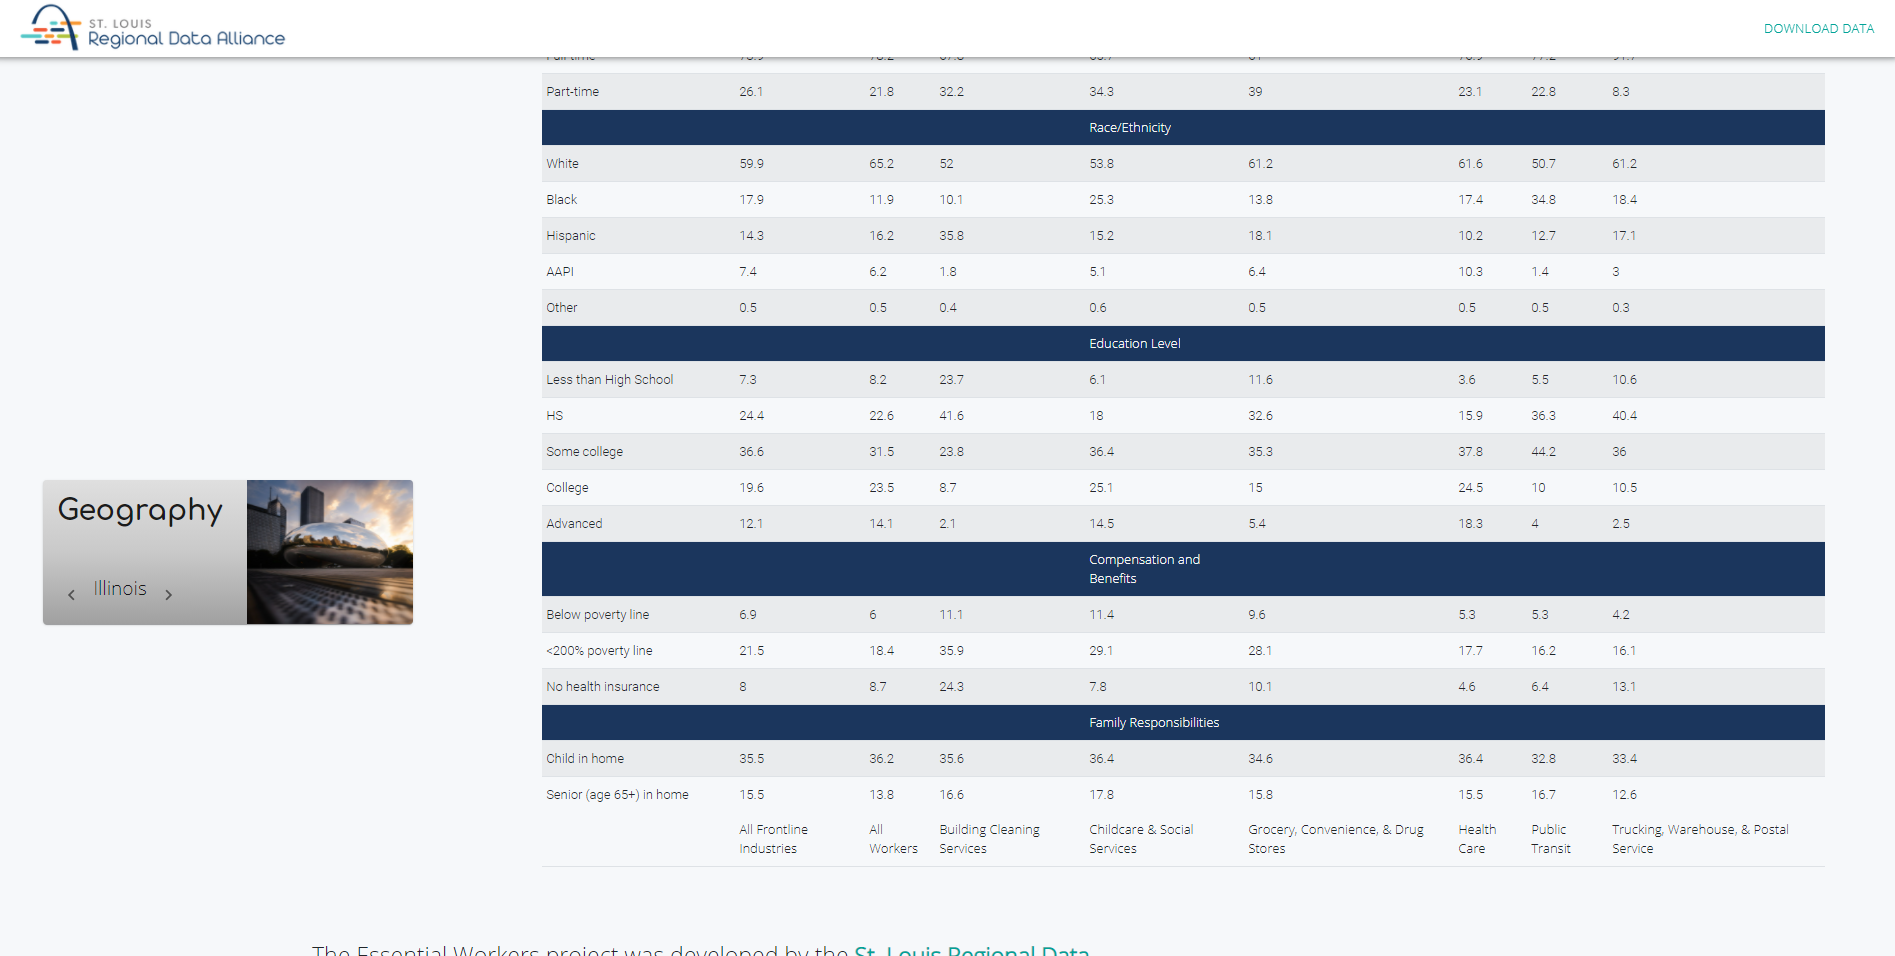 ST. LOUIS
Regional Data Alliance
DOWNLOAD DATA
Part-time 26.1 21.8 32.2 34.3 39 23.1 22.8 8.3
Race/Ethnicity
White 59.9 65.2 52 53.8 61.2 61.6 50.7 61.2
Black 17.9 11.9 10.1 25.3 13.8 17.4 34.8 18.4
Hispanic 14.3 16.2 35.8 15.2 18.1 10.2 12.7 17.1
AAPI 7.4 6.2 1.8 5.1 6.4 10.3 1.4 3
Other 0.5 0.5 0.4 0.6 0.5 0.5 0.5 0.3
Education Level
Less than High School 7.3 8.2 23.7 6.1 11.6 3.6 5.5 10.6
HS 24.4 22.6 41.6 18 32.6 15.9 36.3 40.4
Some college 36.6 31.5 23.8 36.4 35.3 37.8 44.2 36
College 19.6 23.5 8.7 25.1 15 24.5 10 10.5
Advanced 12.1 14.1 2.1 14.5 5.4 18.3 4 2.5
Compensation and
Benefits
Below poverty line 6.9 6 11.1 11.4 9.6 5.3 5.3 4.2
<200% poverty line 21.5 18.4 35.9 29.1 28.1 17.7 16.2 16.1
No health insurance 8 8.7 24.3 7.8 10.1 4.6 6.4 13.1
Family Responsibilities
Child in home 35.5 36.2 35.6 36.4 34.6 36.4 32.8 33.4
Senior (age 65+) in home 15.5 13.8 16.6 17.8 15.8 15.5 16.7 12.6
All Frontline All Building Cleaning Childcare & Social Grocery, Convenience, & Drug Health Public Trucking, Warehouse, & Postal
Industries Workers Services Services Stores Care Transit Service
Geography
< Illinois >
The Essential Workers project was developed by the St. Louis Regional Data